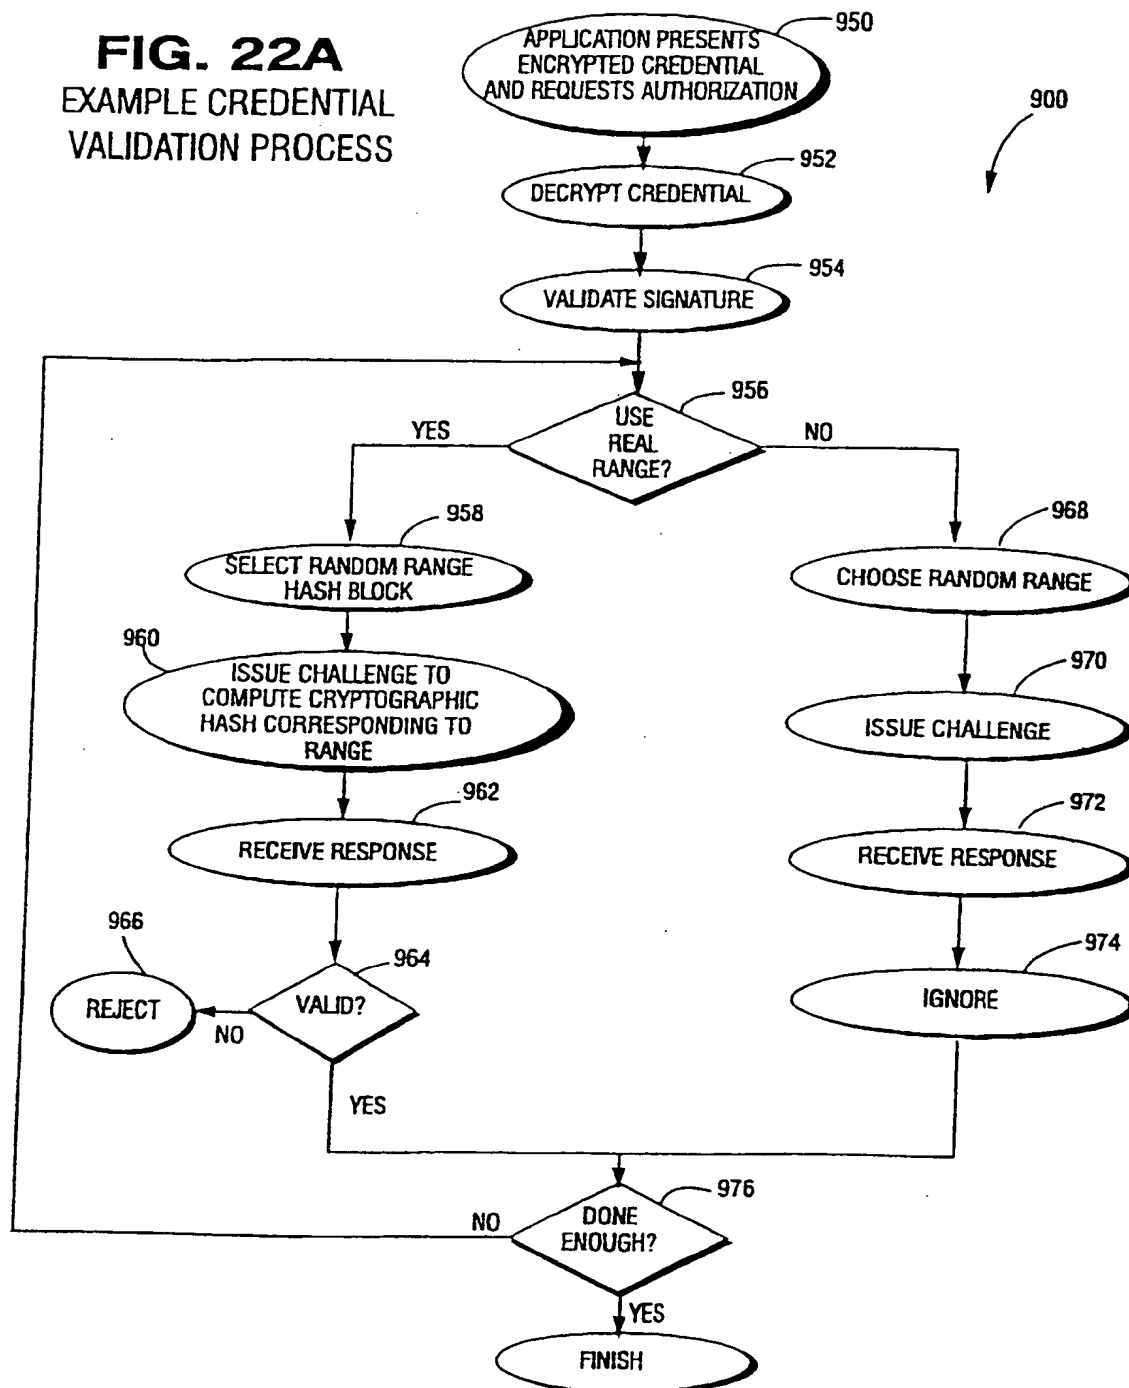 FIG. 22A
EXAMPLE CREDENTIAL
VALIDATION PROCESS
950
APPLICATION PRESENTS
ENCRYPTED CREDENTIAL
AND REQUESTS AUTHORIZATION
900
952
DECRYPT CREDENTIAL
954
VALIDATE SIGNATURE
956
USE
REAL
RANGE?
YES
NO
958
SELECT RANDOM RANGE
HASH BLOCK
968
CHOOSE RANDOM RANGE
960
ISSUE CHALLENGE TO
COMPUTE CRYPTOGRAPHIC
HASH CORRESPONDING TO
RANGE
970
ISSUE CHALLENGE
962
RECEIVE RESPONSE
972
RECEIVE RESPONSE
966
REJECT
964
VALID?
NO
YES
974
IGNORE
976
DONE
ENOUGH?
NO
YES
FINISH